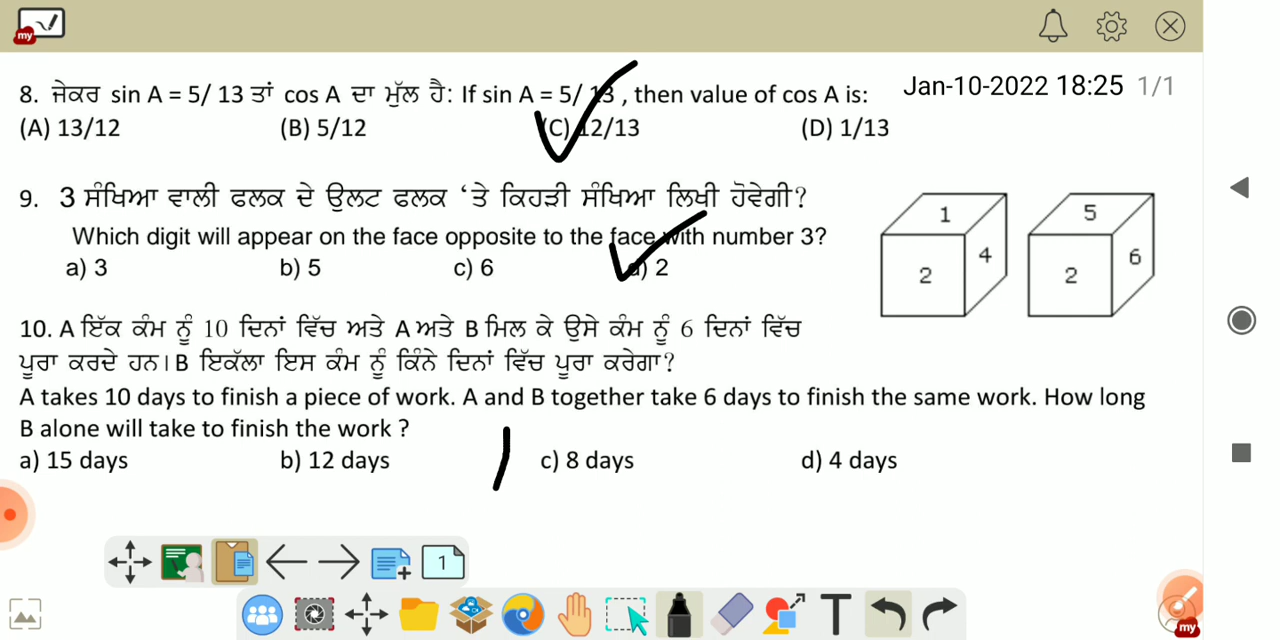 my
Jan-10-2022 18:25 1/1
8. ਜੇਕਰ sin A = 5/ 13 ਤਾਂ cos A ਦਾ ਮੁੱਲ ਹੈ: If sin A = 5/ 13 , then value of cos A is:
(A) 13/12 (B) 5/12 (C) 12/13 (D) 1/13
9. 3 ਸੰਖਿਆ ਵਾਲੀ ਫਲਕ ਦੇ ਉਲਟ ਫਲਕ ‘ਤੇ ਕਿਹੜੀ ਸੰਖਿਆ ਲਿਖੀ ਹੋਵੇਗੀ?
Which digit will appear on the face opposite to the face with number 3?
a) 3 b) 5 c) 6 d) 2
1 4 2
5 6 2
10. A ਇੱਕ ਕੰਮ ਨੂੰ 10 ਦਿਨਾਂ ਵਿੱਚ ਅਤੇ A ਅਤੇ B ਮਿਲ ਕੇ ਉਸੇ ਕੰਮ ਨੂੰ 6 ਦਿਨਾਂ ਵਿੱਚ
ਪੂਰਾ ਕਰਦੇ ਹਨ। B ਇਕੱਲਾ ਇਸ ਕੰਮ ਨੂੰ ਕਿੰਨੇ ਦਿਨਾਂ ਵਿੱਚ ਪੂਰਾ ਕਰੇਗਾ?
A takes 10 days to finish a piece of work. A and B together take 6 days to finish the same work. How long
B alone will take to finish the work ?
a) 15 days b) 12 days c) 8 days d) 4 days
1
T
my